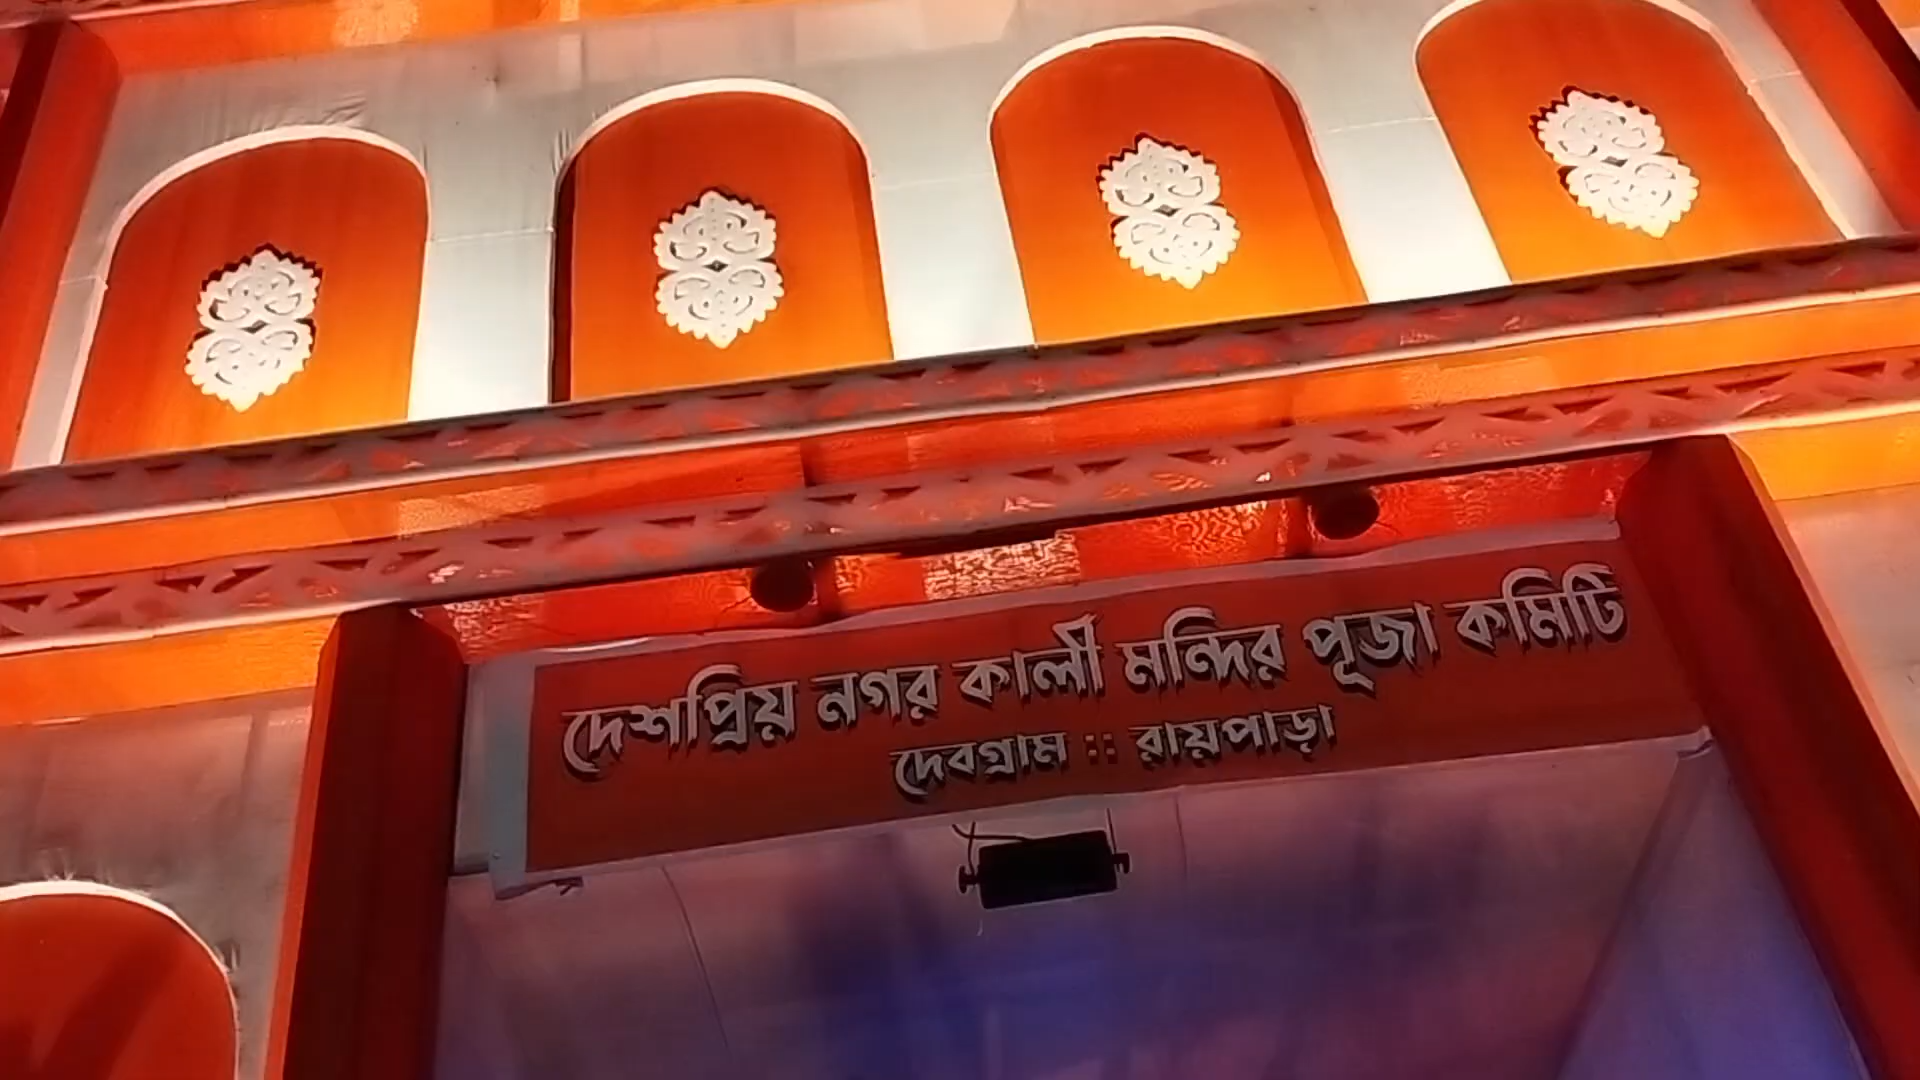 দেশপ্রিয় নগর কালী মন্দির পূজা কমিটি
দেবগ্রাম :: রায়পাড়া